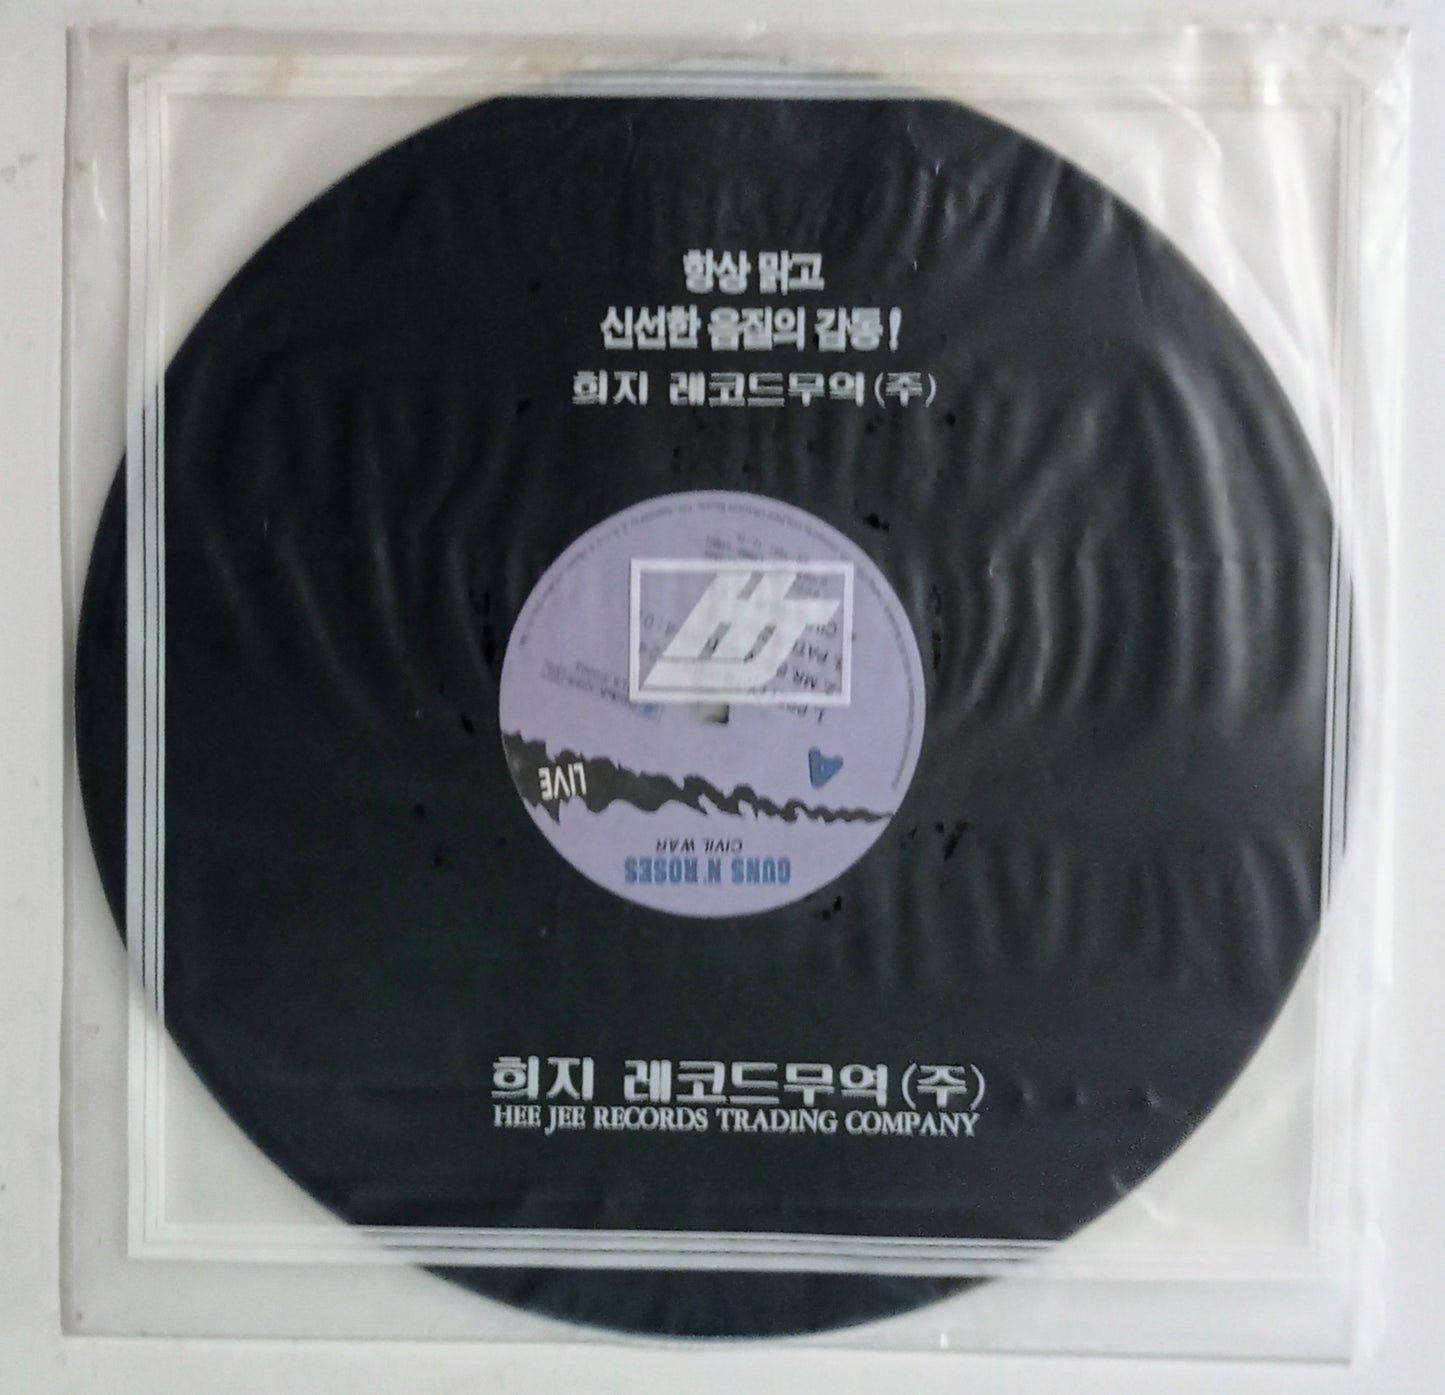 항상 맑고
신선한 음질의 감동!
희지 레코드무역(주)
HJ
LIVE
CIVIL WAR
GUNS N' ROSES
희지 레코드무역(주)
HEE JEE RECORDS TRADING COMPANY